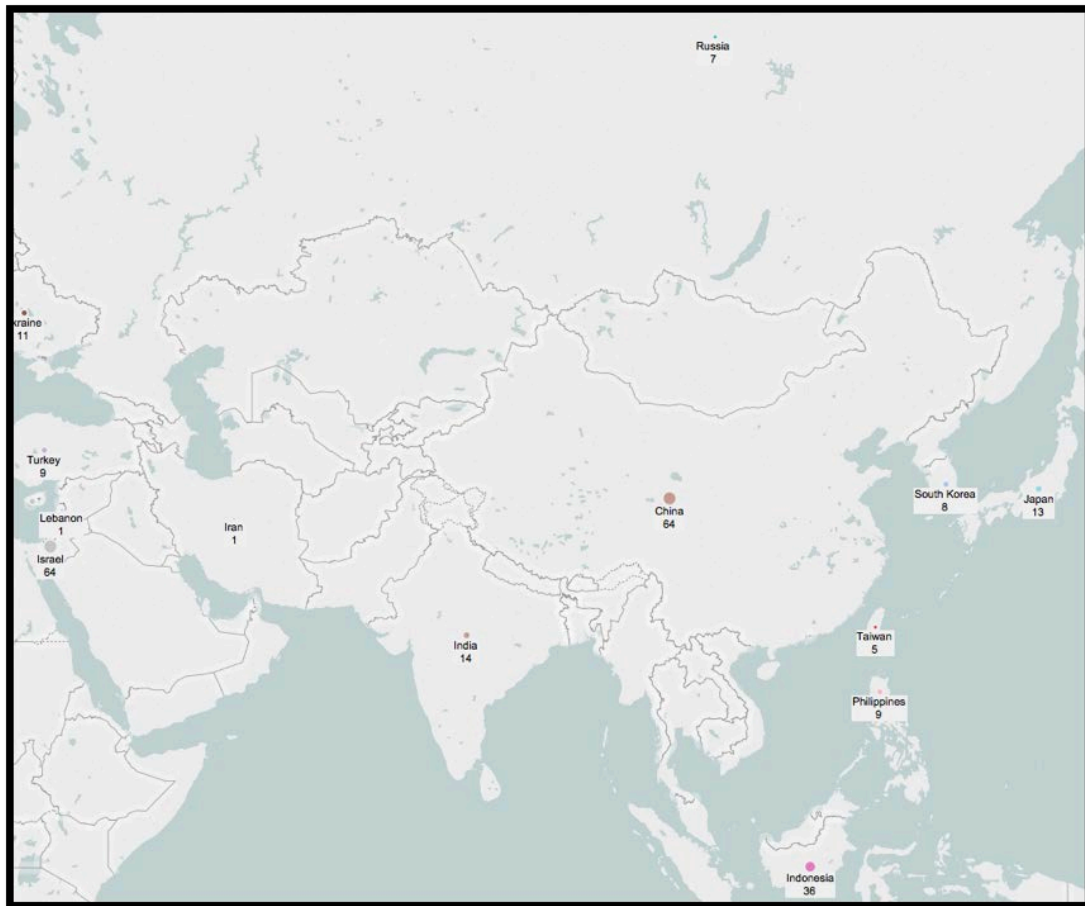 Russia
7
kraine
11
Turkey
9
Lebanon
1
Israel
64
Iran
1
China
64
South Korea
8
Japan
13
India
14
Taiwan
5
Philippines
9
Indonesia
36